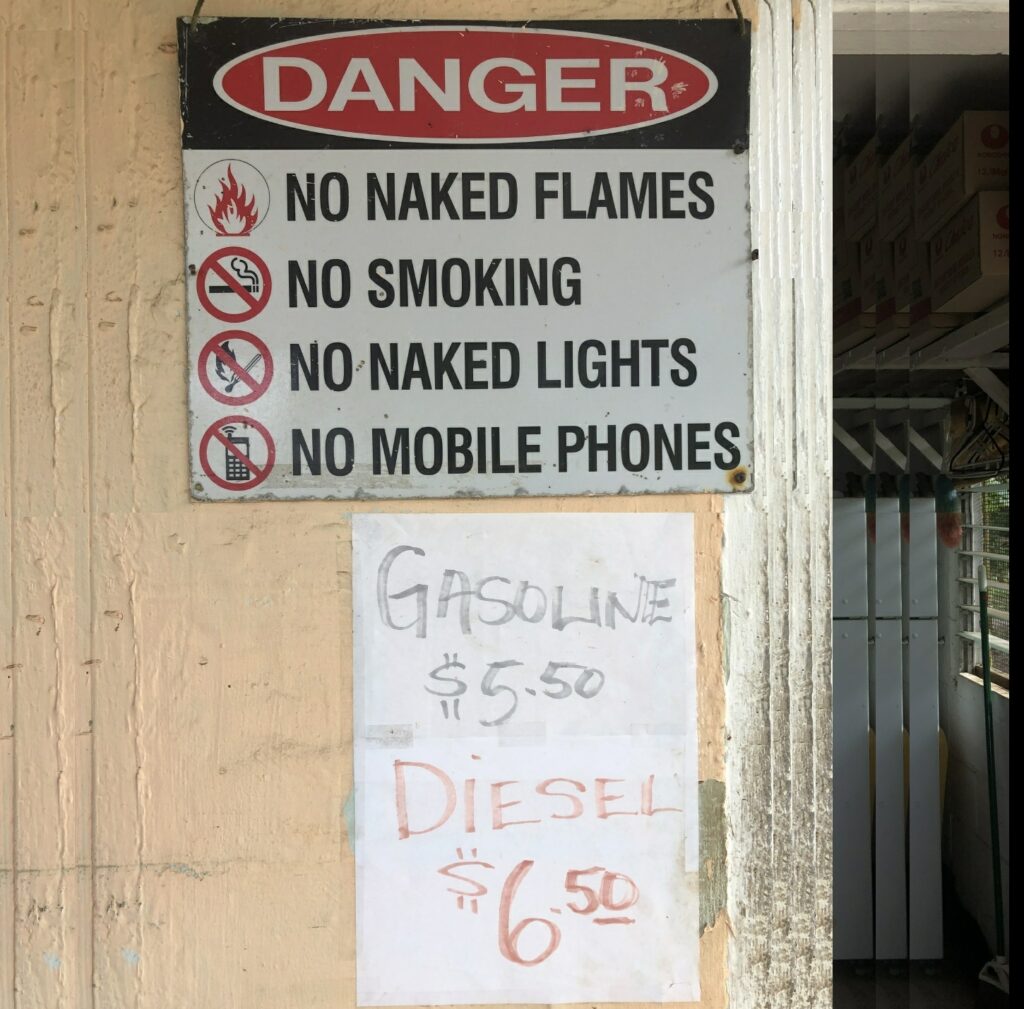 DANGER
NO NAKED FLAMES
NO SMOKING
NO NAKED LIGHTS
NO MOBILE PHONES
GASOLINE
$5.50
DIESEL
$6.50